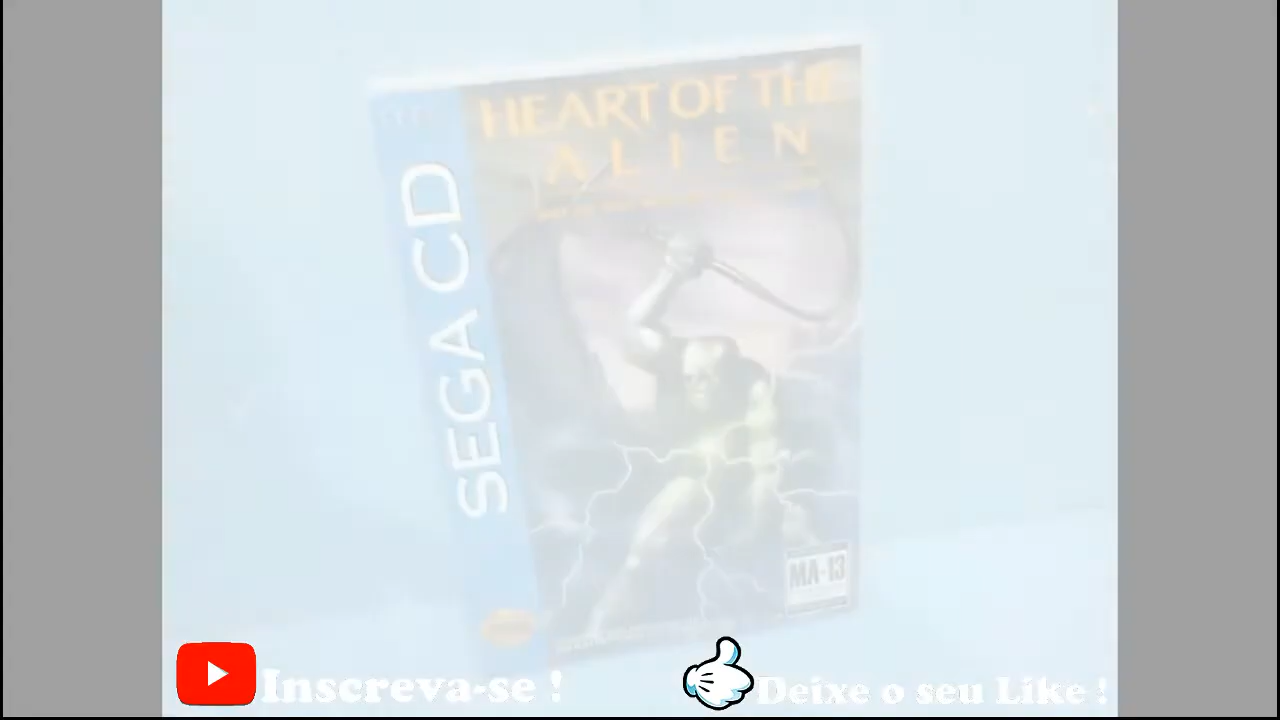 HEART OF THE
ALIEN
SEGA CD
MA-13
Inscreva-se !
Deixe o seu Like !